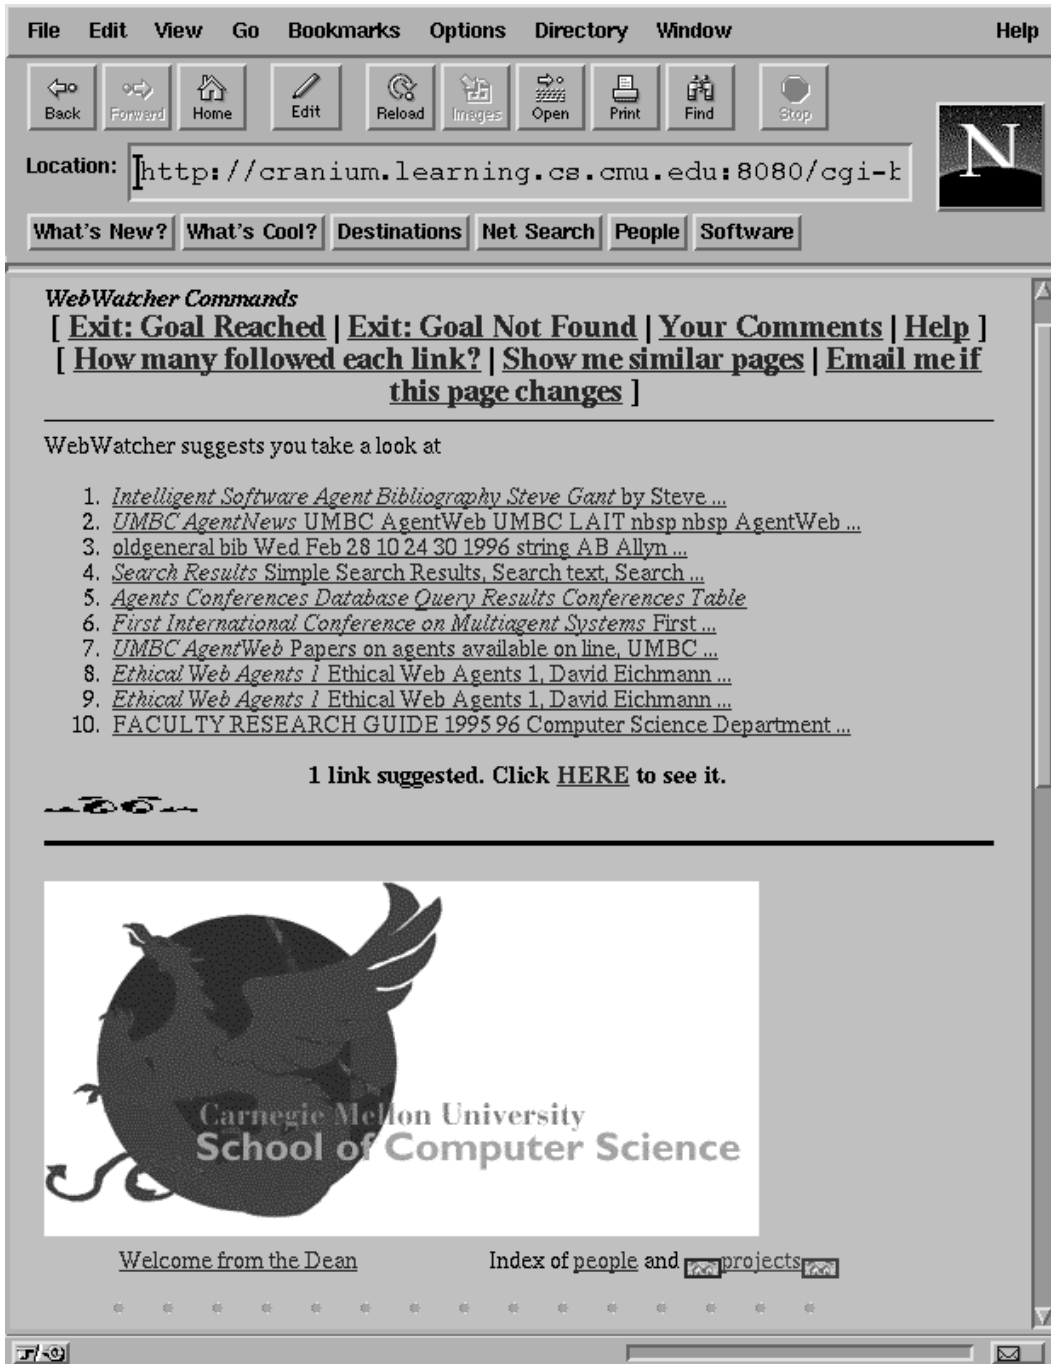 File Edit View Go Bookmarks Options Directory Window Help
Back Forward Home Edit Reload Images Open Print Find Stop
Location: http://cranium.learning.cs.cmu.edu:8080/cgi-b
N
What's New? What's Cool? Destinations Net Search People Software
WebWatcher Commands
[ Exit: Goal Reached | Exit: Goal Not Found | Your Comments | Help ]
[ How many followed each link? | Show me similar pages | Email me if
this page changes ]
WebWatcher suggests you take a look at
1. Intelligent Software Agent Bibliography Steve Gant by Steve ...
2. UMBC AgentNews UMBC AgentWeb UMBC LAIT nbsp nbsp AgentWeb ...
3. oldgeneral bib Wed Feb 28 10 24 30 1996 string AB Allyn ...
4. Search Results Simple Search Results, Search text, Search ...
5. Agents Conferences Database Query Results Conferences Table
6. First International Conference on Multiagent Systems First ...
7. UMBC AgentWeb Papers on agents available on line, UMBC ...
8. Ethical Web Agents 1 Ethical Web Agents 1, David Eichmann ...
9. Ethical Web Agents 1 Ethical Web Agents 1, David Eichmann ...
10. FACULTY RESEARCH GUIDE 1995 96 Computer Science Department ...
1 link suggested. Click HERE to see it.
Carnegie Mellon University
School of Computer Science
Welcome from the Dean Index of people and projects